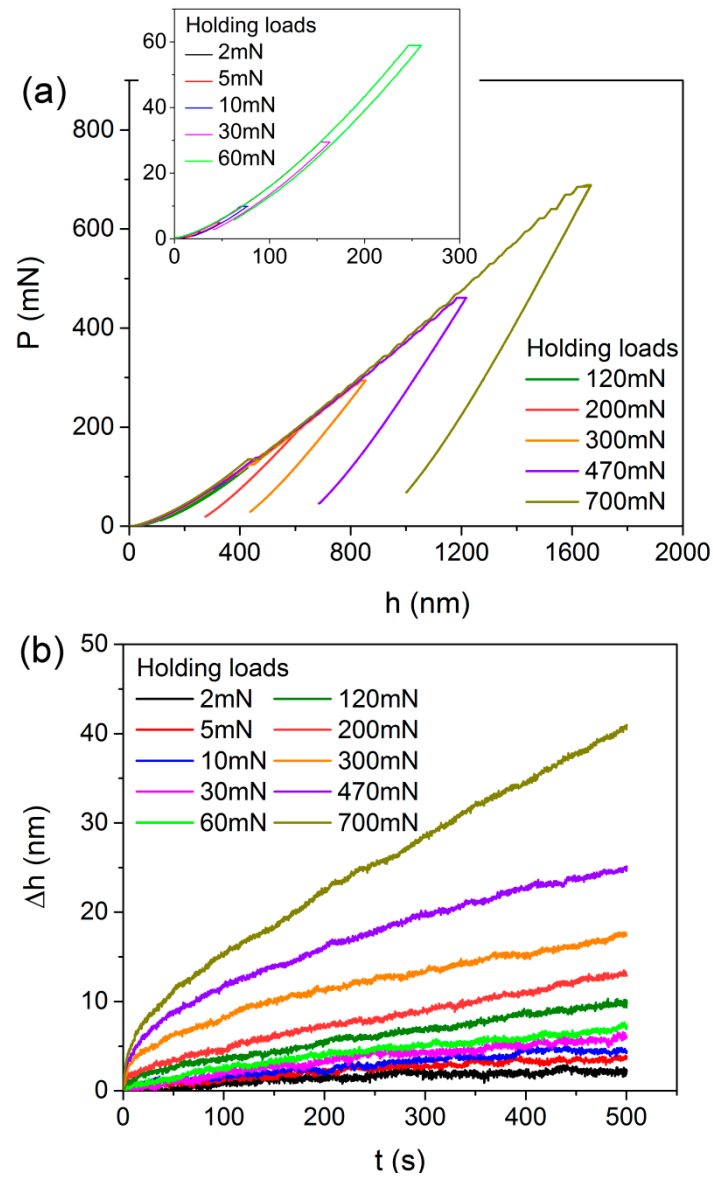 (a)
Holding loads
2mN
5mN
10mN
30mN
60mN
60
40
20
0
0 100 200 300
800
600
400
200
0
P (mN)
Holding loads
120mN
200mN
300mN
470mN
700mN
0 400 800 1200 1600 2000
h (nm)
(b)
50
40
30
20
10
0
Δh (nm)
Holding loads
2mN 120mN
5mN 200mN
10mN 300mN
30mN 470mN
60mN 700mN
0 100 200 300 400 500
t (s)